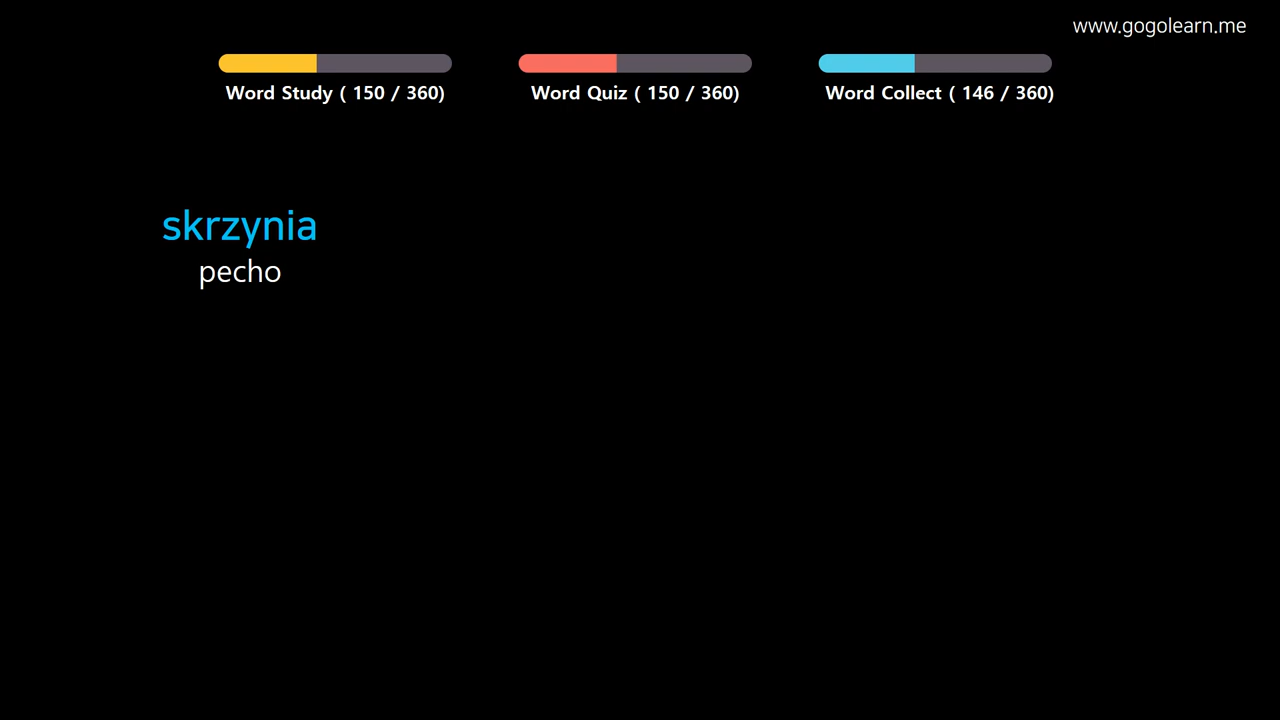 www.gogolearn.me
Word Study ( 150 / 360)
Word Quiz ( 150 / 360)
Word Collect ( 146 / 360)
skrzynia
pecho